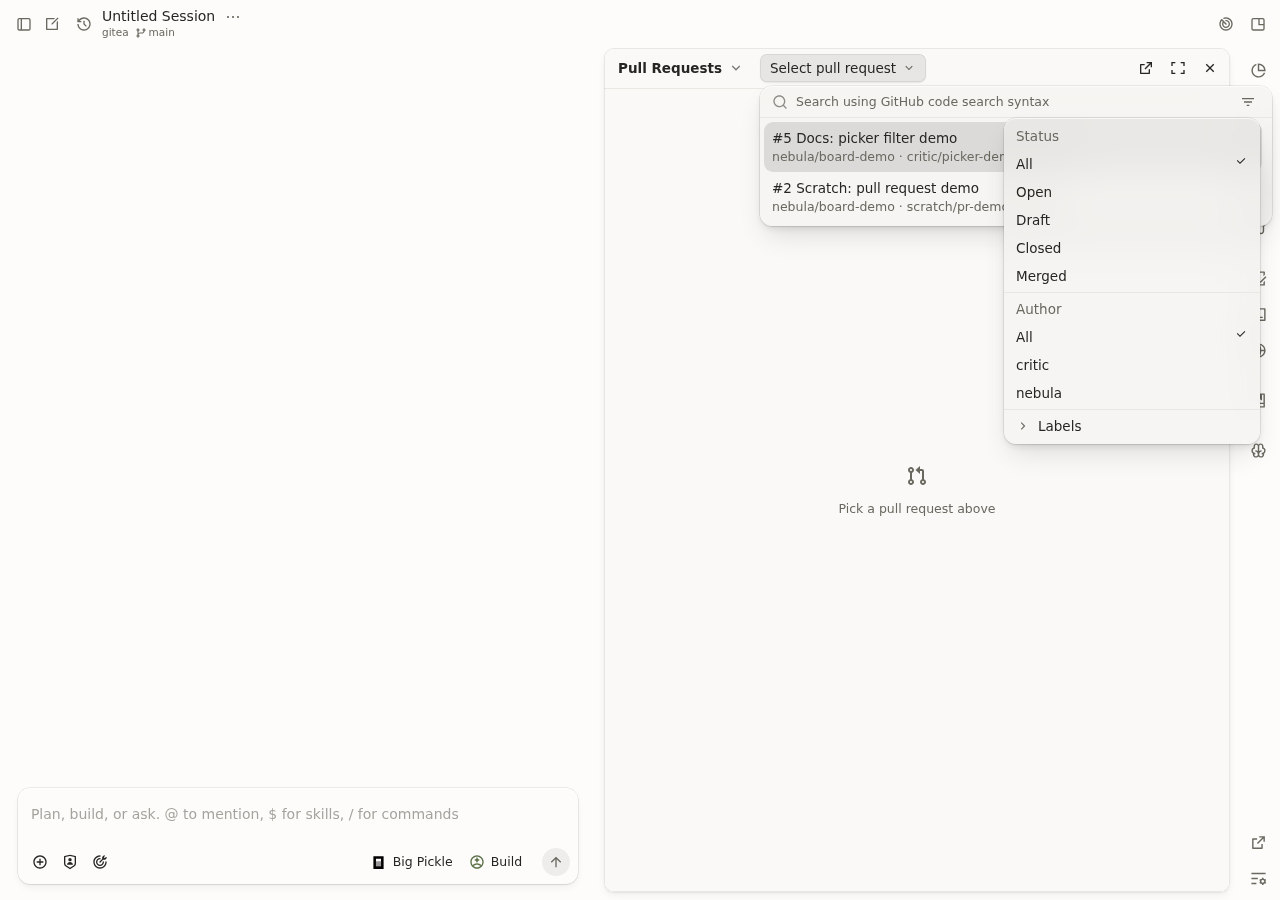 Untitled Session
gitea main
Pull Requests
Select pull request
Search using GitHub code search syntax
#5 Docs: picker filter demo
nebula/board-demo · critic/picker-de
#2 Scratch: pull request demo
nebula/board-demo · scratch/pr-dem
Status
All
Open
Draft
Closed
Merged
Author
All
critic
nebula
Labels
Pick a pull request above
Plan, build, or ask. @ to mention, $ for skills, / for commands
Big Pickle
Build